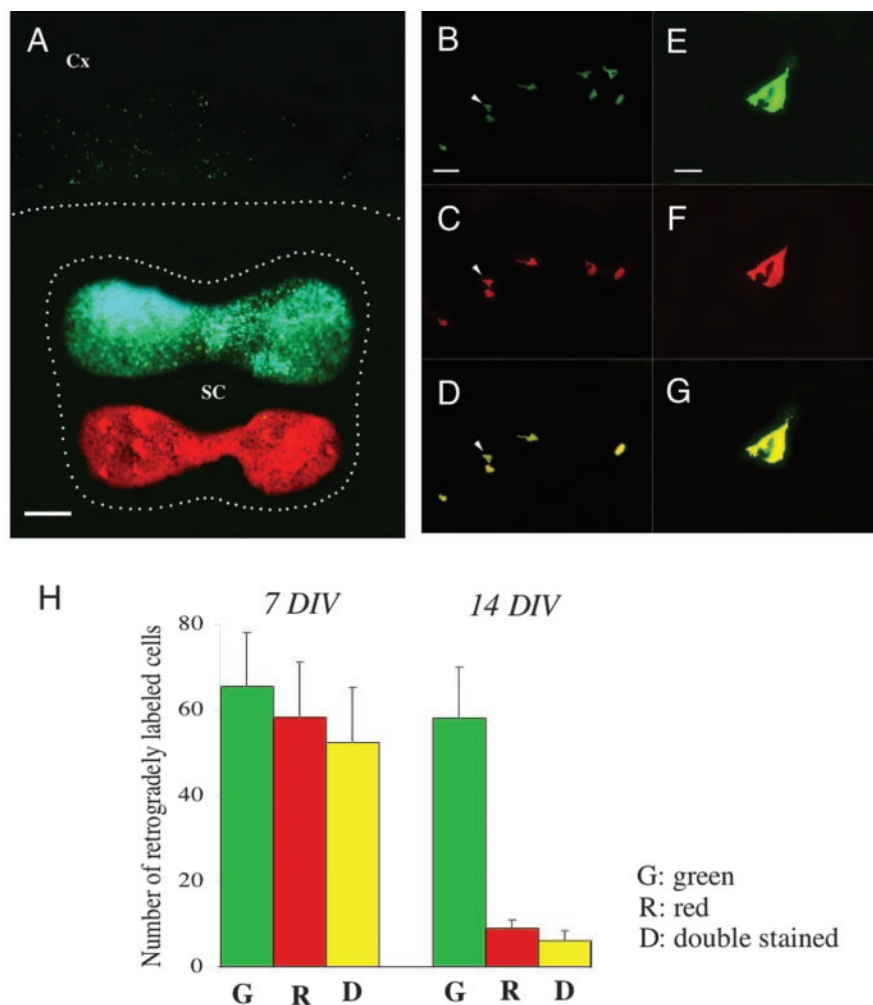 A
Cx
SC
B
E
C
F
D
G
H
7 DIV
14 DIV
Number of retrogradely labeled cells
80
60
40
20
0
G R D
G R D
G: green
R: red
D: double stained